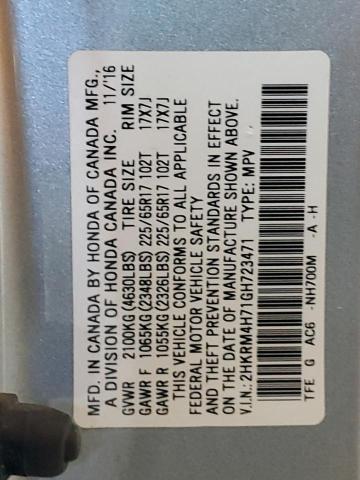 MFD. IN CANADA BY HONDA OF CANADA MFG.,
A DIVISION OF HONDA CANADA INC. 11/16
GVWR 2100KG(4630LBS) TIRE SIZE RIM SIZE
GAWR F 1065KG(2348LBS) 225/65R17 102T 17X7J
GAWR R 1055KG(2326LBS) 225/65R17 102T 17X7J
THIS VEHICLE CONFORMS TO ALL APPLICABLE
FEDERAL MOTOR VEHICLE SAFETY
AND THEFT PREVENTION STANDARDS IN EFFECT
ON THE DATE OF MANUFACTURE SHOWN ABOVE.
V.I.N: 2HKRM4H71GH723471 TYPE: MPV
TFE G AC6 -NH700M -A -H